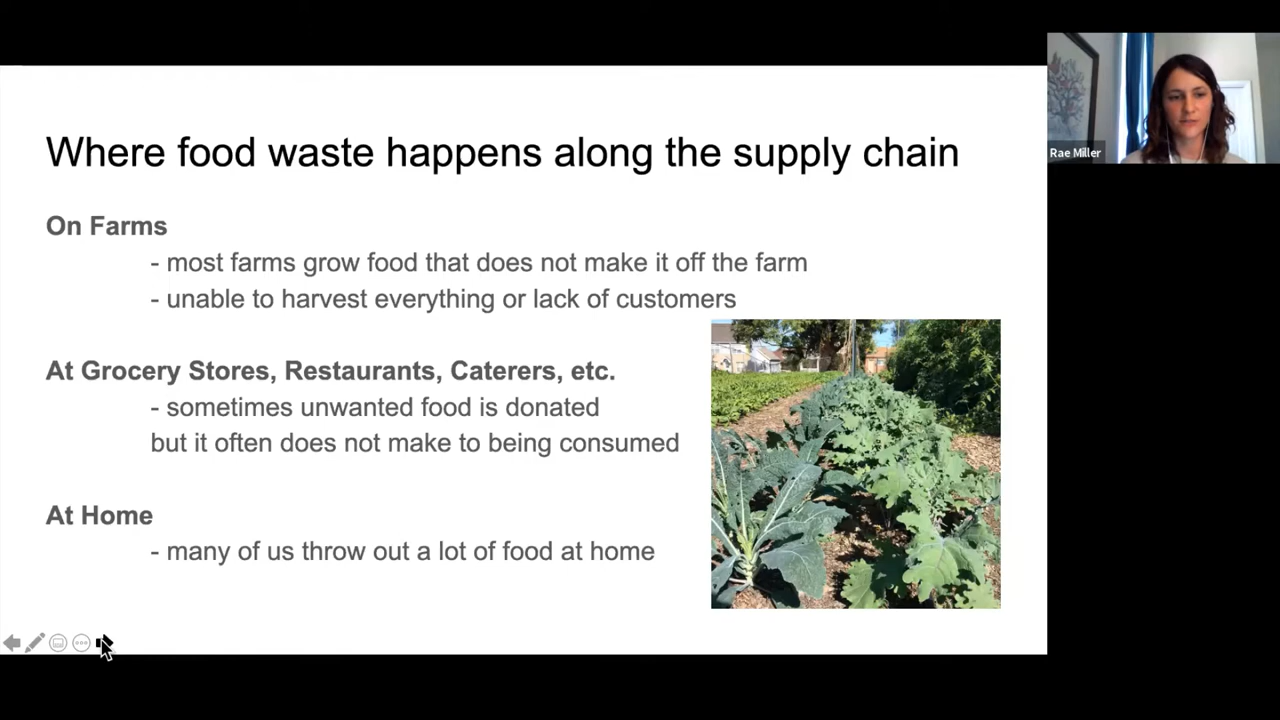 Where food waste happens along the supply chain
On Farms
- most farms grow food that does not make it off the farm
- unable to harvest everything or lack of customers
At Grocery Stores, Restaurants, Caterers, etc.
- sometimes unwanted food is donated
but it often does not make to being consumed
At Home
- many of us throw out a lot of food at home
Rae Miller